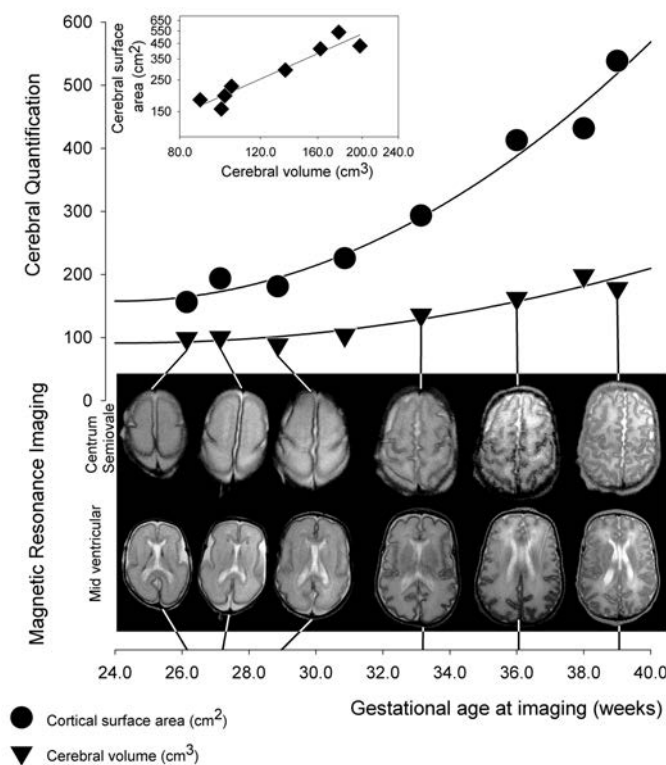 Cerebral surface
area (cm2)
650
550
450
350
250
150
80.0 120.0 160.0 200.0 240.0
Cerebral volume (cm3)
Cerebral Quantification
600
500
400
300
200
100
0
Magnetic Resonance Imaging
Centrum
Semiovale
Mid ventricular
24.0 26.0 28.0 30.0 32.0 34.0 36.0 38.0 40.0
Gestational age at imaging (weeks)
Cortical surface area (cm2)
Cerebral volume (cm3)